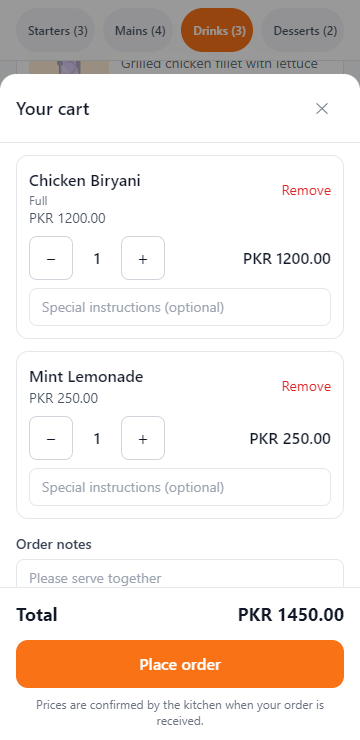 Starters (3) Mains (4) Drinks (3) Desserts (2)
Grilled chicken fillet with lettuce
Your cart
Chicken Biryani
Remove
Full
PKR 1200.00
− 1 + PKR 1200.00
Special instructions (optional)
Mint Lemonade
Remove
PKR 250.00
− 1 + PKR 250.00
Special instructions (optional)
Order notes
Please serve together
Total PKR 1450.00
Place order
Prices are confirmed by the kitchen when your order is
received.